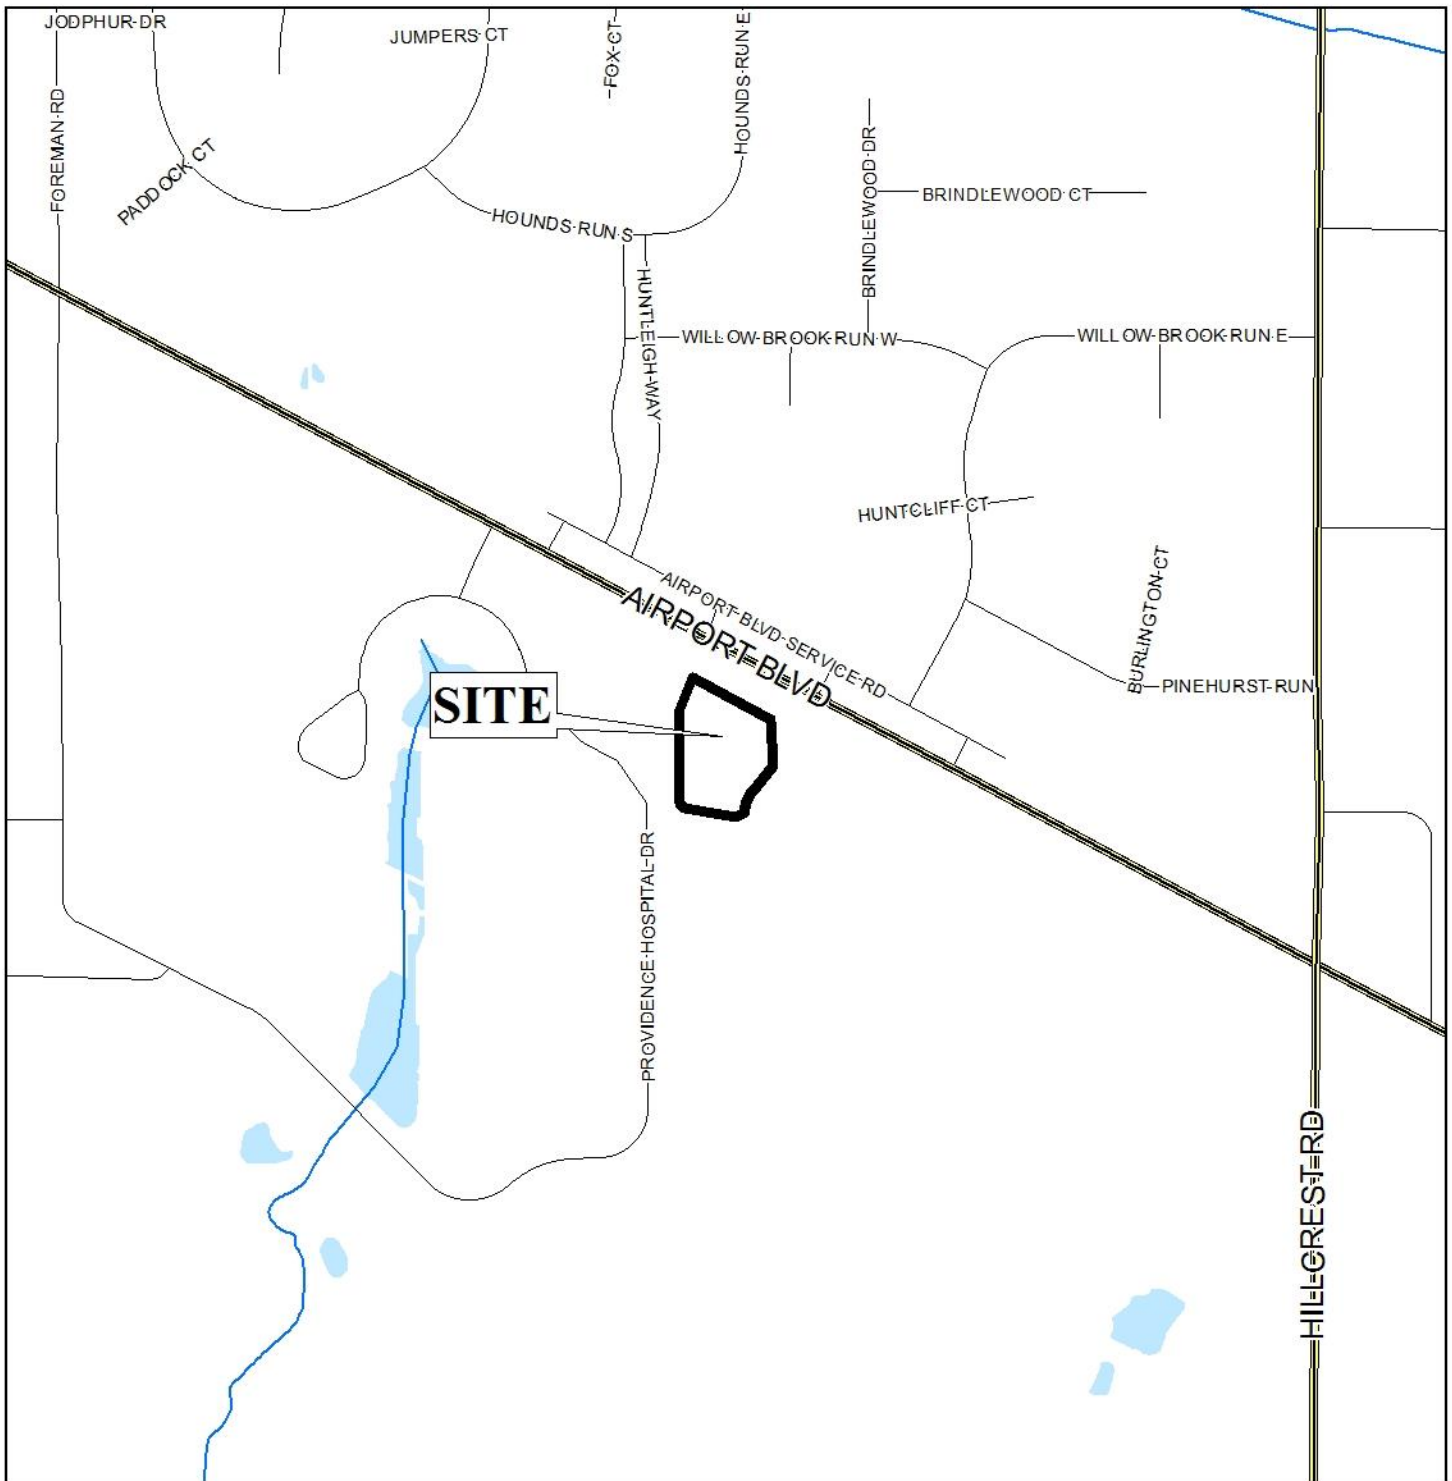 JODPHUR DR
JUMPERS CT
FOX CT
HOUNDS RUN E
FOREMAN RD
PADDOCK CT
BRINDLEWOOD DR
BRINDLEWOOD CT
HOUNDS RUN S
HUNTLEIGH WAY
WILLOW BROOK RUN W
WILLOW BROOK RUN E
HUNTCLIFF CT
BURLINGTON CT
AIRPORT BLVD SERVICE RD
AIRPORT BLVD
PINEHURST RUN
SITE
PROVIDENCE HOSPITAL DR
HILLCREST RD